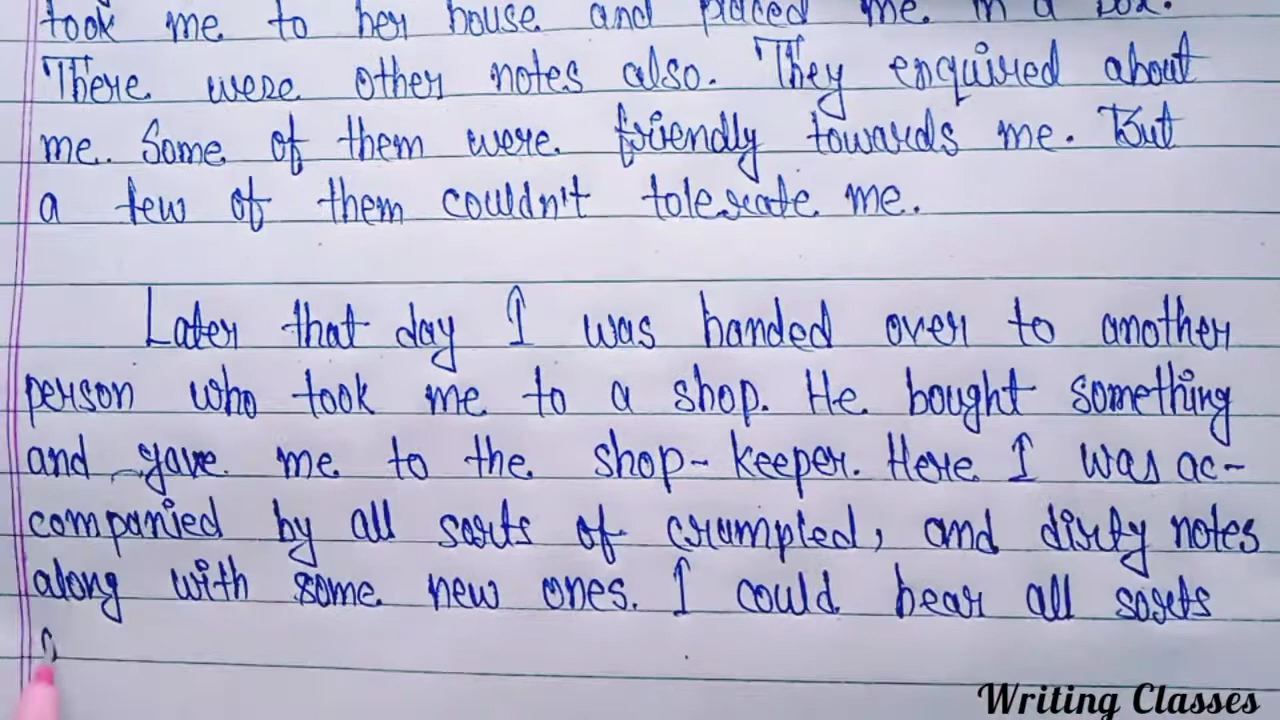 took me to her house and placed me in a box.
There were other notes also. They enquired about
me. Some of them were friendly towards me. But
a few of them couldn't tolerate me.
Later that day I was handed over to another
person who took me to a shop. He bought something
and gave me to the shop-keeper. Here I was ac-
companied by all sorts of crumpled, and dirty notes
along with some new ones. I could hear all sorts
Writing Classes